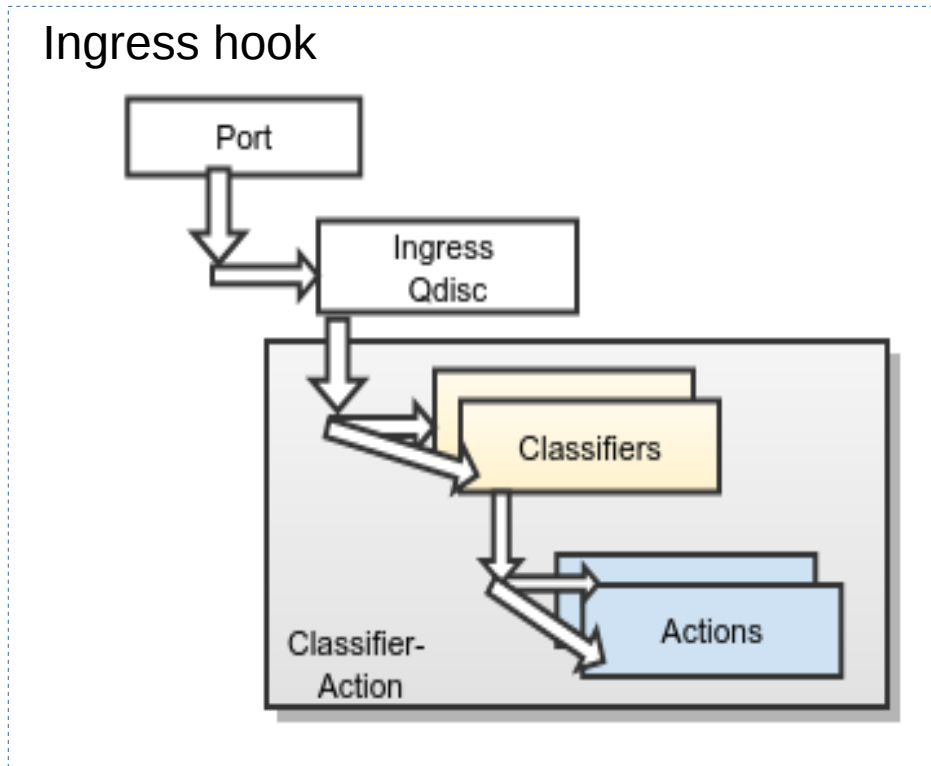 Ingress hook
Port
Ingress
Qdisc
Classifiers
Actions
Classifier-
Action